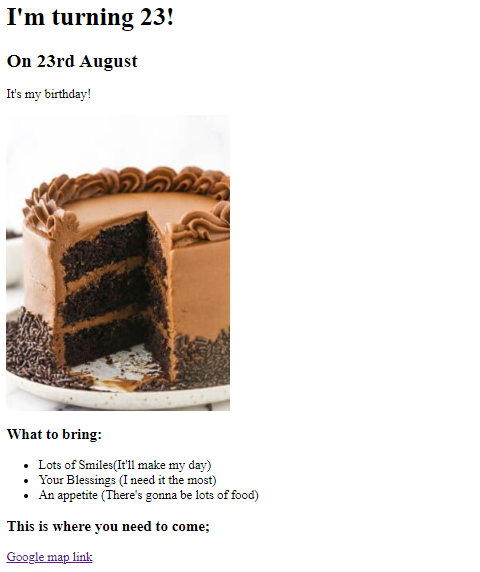 I'm turning 23!
On 23rd August
It's my birthday!
What to bring:
Lots of Smiles(It'll make my day)
Your Blessings (I need it the most)
An appetite (There's gonna be lots of food)
This is where you need to come;
Google map link